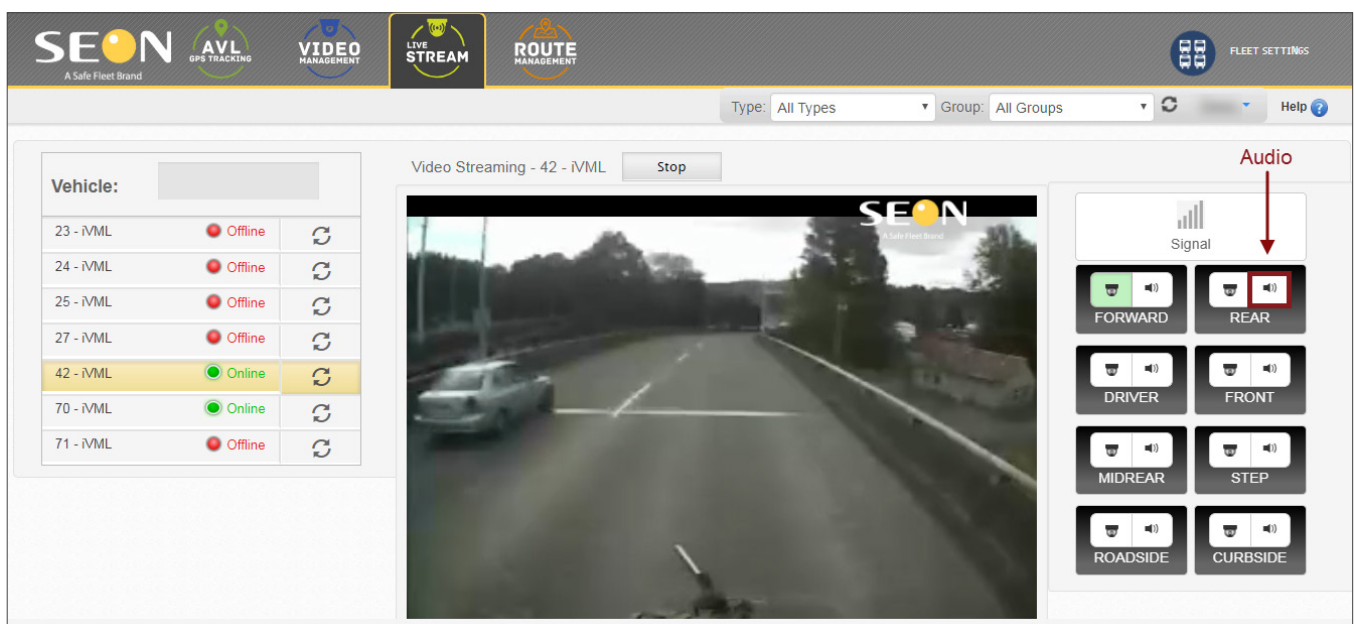 SEON
A Safe Fleet Brand
AVL
GPS TRACKING
VIDEO
MANAGEMENT
LIVE
STREAM
ROUTE
MANAGEMENT
FLEET SETTINGS
Type: All Types Group: All Groups Help ?
Vehicle:
23 - iVML Offline
24 - iVML Offline
25 - iVML Offline
27 - iVML Offline
42 - iVML Online
70 - iVML Online
71 - iVML Offline
Video Streaming - 42 - iVML Stop
SEON
A Safe Fleet Brand
Audio
Signal
FORWARD REAR
DRIVER FRONT
MIDREAR STEP
ROADSIDE CURBSIDE